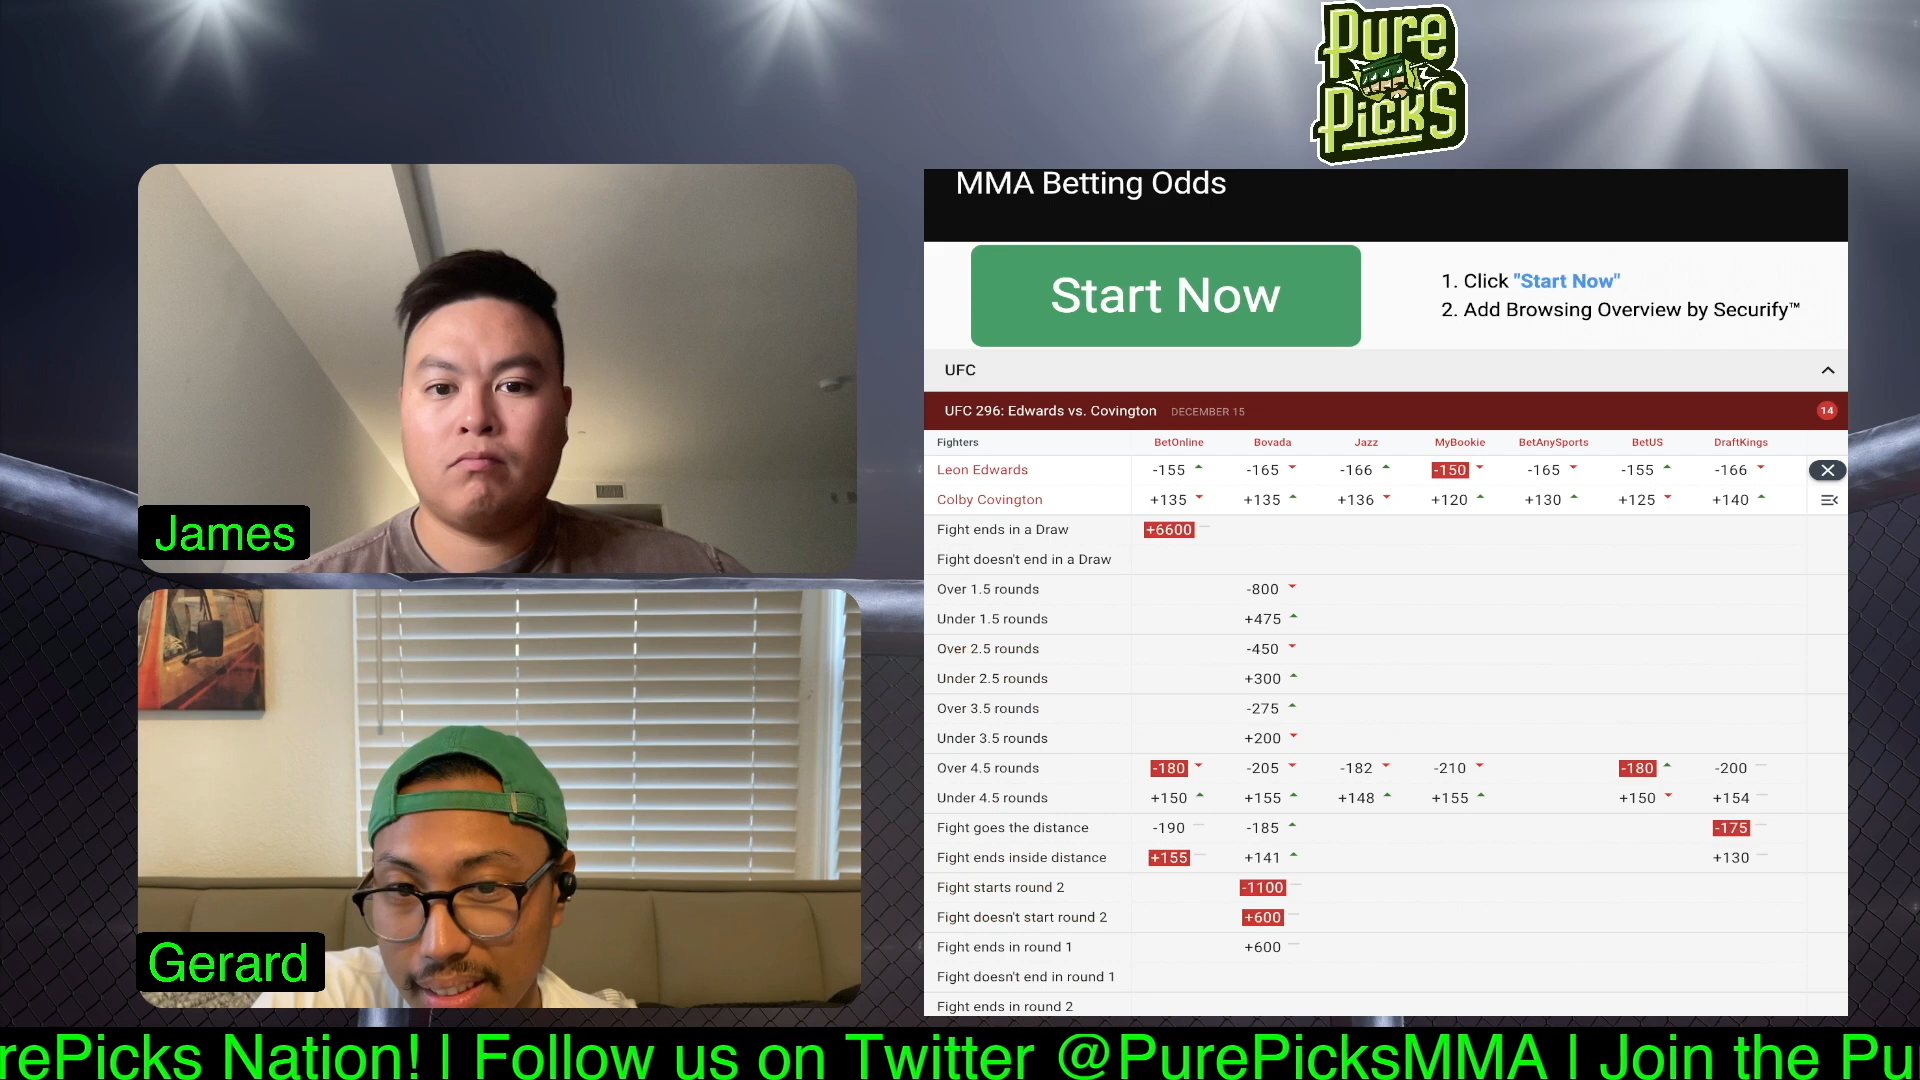 Pure
Picks
MMA Betting Odds
Start Now
1. Click "Start Now"
2. Add Browsing Overview by Securify™
UFC
UFC 296: Edwards vs. Covington DECEMBER 15 14
Fighters BetOnline Bovada Jazz MyBookie BetAnySports BetUS DraftKings
Leon Edwards -155 -165 -166 -150 -165 -155 -166
Colby Covington +135 +135 +136 +120 +130 +125 +140
Fight ends in a Draw +6600
Fight doesn't end in a Draw
Over 1.5 rounds -800
Under 1.5 rounds +475
Over 2.5 rounds -450
Under 2.5 rounds +300
Over 3.5 rounds -275
Under 3.5 rounds +200
Over 4.5 rounds -180 -205 -182 -210 -180 -200
Under 4.5 rounds +150 +155 +148 +155 +150 +154
Fight goes the distance -190 -185 -175
Fight ends inside distance +155 +141 +130
Fight starts round 2 -1100
Fight doesn't start round 2 +600
Fight ends in round 1 +600
Fight doesn't end in round 1
Fight ends in round 2
James
Gerard
rePicks Nation! | Follow us on Twitter @PurePicksMMA | Join the Pu